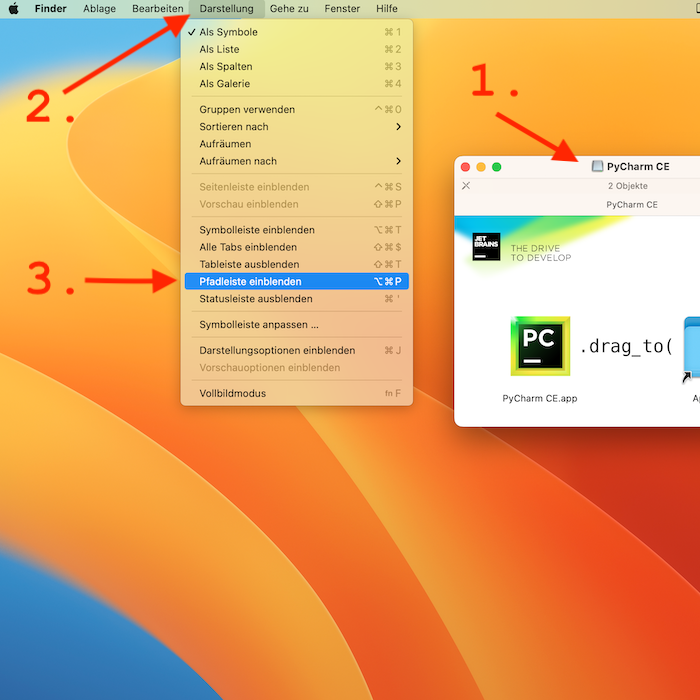 Finder Ablage Bearbeiten Darstellung Gehe zu Fenster Hilfe
✓ Als Symbole ⌘ 1
Als Liste ⌘ 2
Als Spalten ⌘ 3
Als Galerie ⌘ 4
Gruppen verwenden ^⌘0
Sortieren nach >
Aufräumen
Aufräumen nach >
Seitenleiste einblenden ^⌘S
Vorschau einblenden ⇧⌘P
Symbolleiste einblenden ⌥⌘T
Alle Tabs einblenden ⇧⌘$
Tableiste ausblenden ⇧⌘T
Pfadleiste einblenden ⌥⌘P
Statusleiste ausblenden ⌘ '
Symbolleiste anpassen ...
Darstellungsoptionen einblenden ⌘ J
Vorschauoptionen einblenden
Vollbildmodus fn F
1.
2.
3.
PyCharm CE
2 Objekte
PyCharm CE
JET
BRAINS
THE DRIVE
TO DEVELOP
PC
.drag_to(
PyCharm CE.app